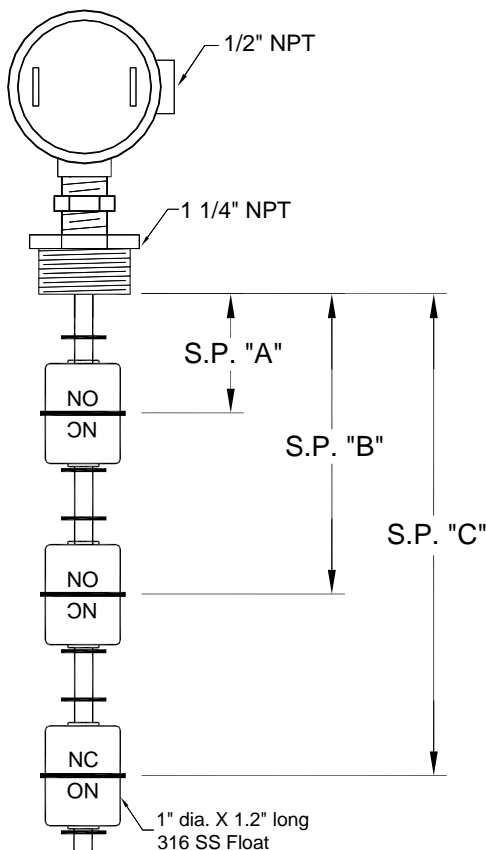 1/2" NPT
1 1/4" NPT
S.P. "A"
NO
NC
S.P. "B"
S.P. "C"
NO
NC
NC
NO
1" dia. X 1.2" long
316 SS Float